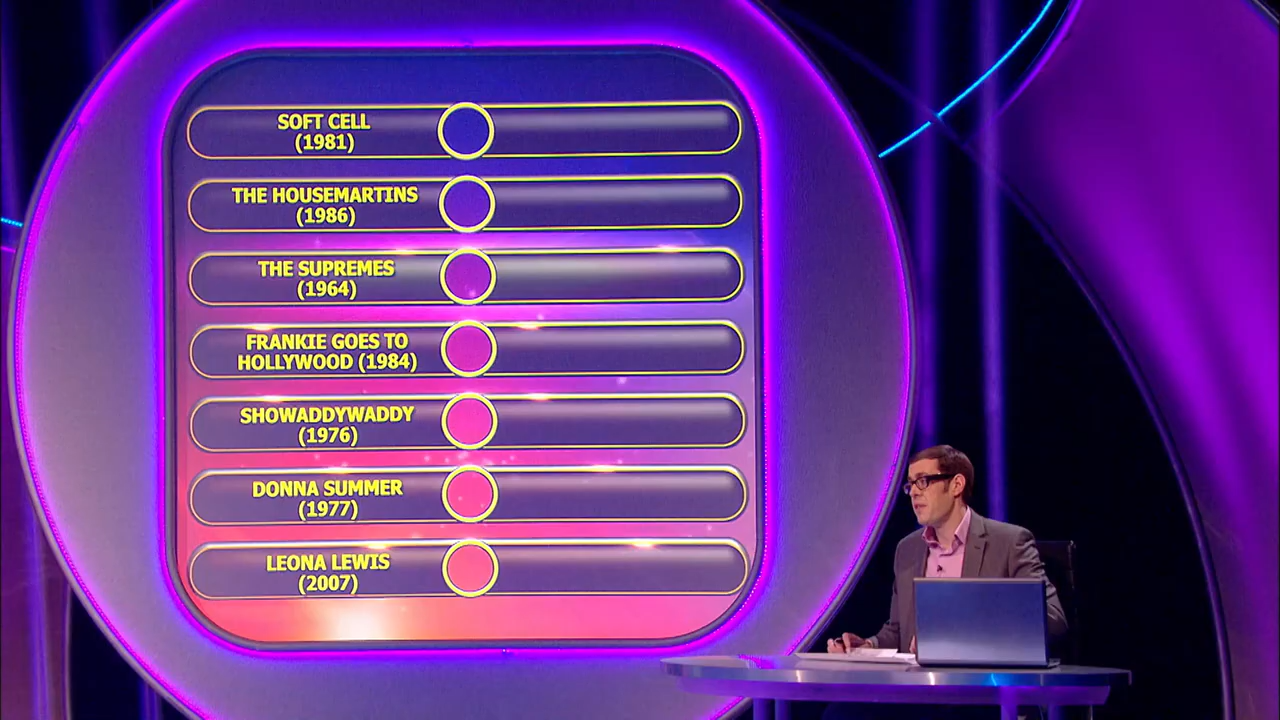 SOFT CELL
(1981)
THE HOUSEMARTINS
(1986)
THE SUPREMES
(1964)
FRANKIE GOES TO
HOLLYWOOD (1984)
SHOWADDYWADDY
(1976)
DONNA SUMMER
(1977)
LEONA LEWIS
(2007)